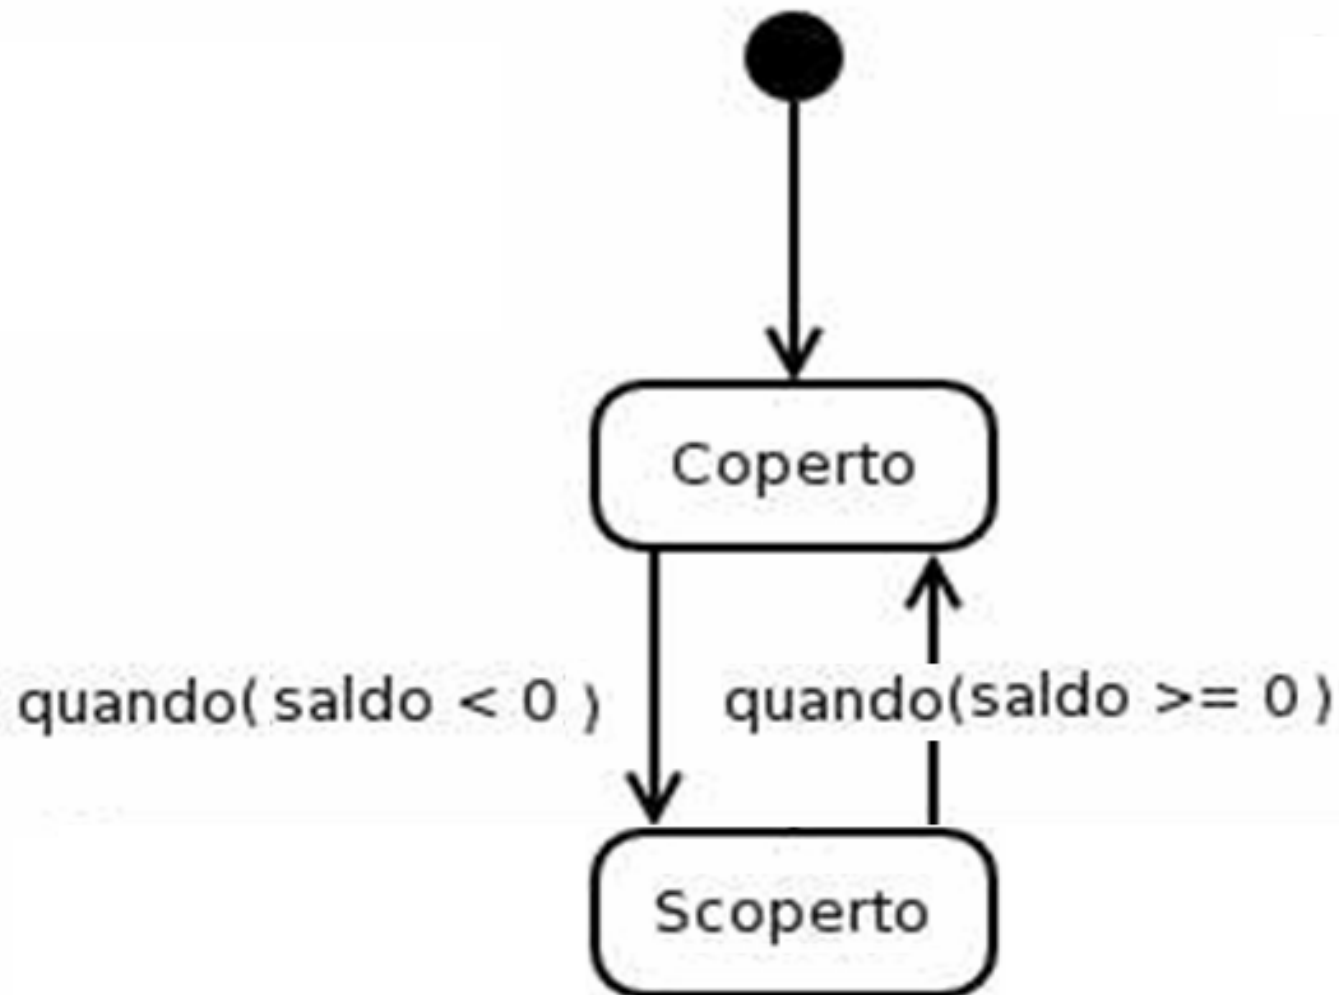 Coperto
quando( saldo < 0 )
quando(saldo >= 0 )
Scoperto